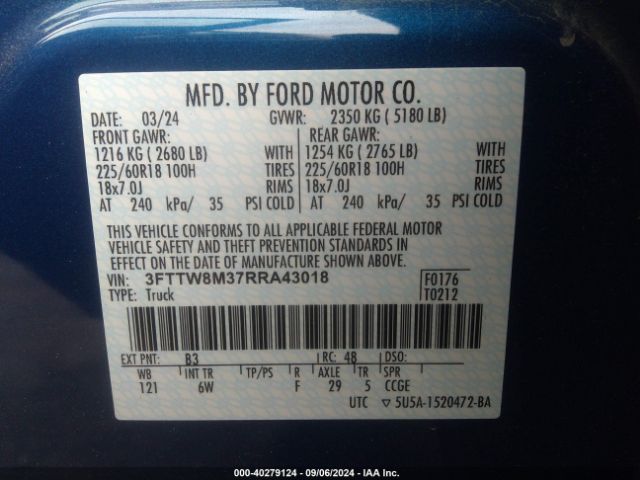 MFD. BY FORD MOTOR CO.
DATE: 03/24 GVWR: 2350 KG ( 5180 LB)
FRONT GAWR: REAR GAWR:
1216 KG ( 2680 LB) WITH 1254 KG ( 2765 LB) WITH
225/60R18 100H TIRES 225/60R18 100H TIRES
18x7.0J RIMS 18x7.0J RIMS
AT 240 kPa/ 35 PSI COLD AT 240 kPa/ 35 PSI COLD
THIS VEHICLE CONFORMS TO ALL APPLICABLE FEDERAL MOTOR
VEHICLE SAFETY AND THEFT PREVENTION STANDARDS IN
EFFECT ON THE DATE OF MANUFACTURE SHOWN ABOVE.
VIN: 3FTTW8M37RRA43018 F0176
TYPE: Truck T0212
EXT PNT: B3 RC: 48 DSO:
WB INT TR TP/PS R AXLE TR SPR
121 6W F 29 5 CCGE
UTC ▽ 5U5A-1520472-BA
000-40279124 - 09/06/2024 - IAA Inc.